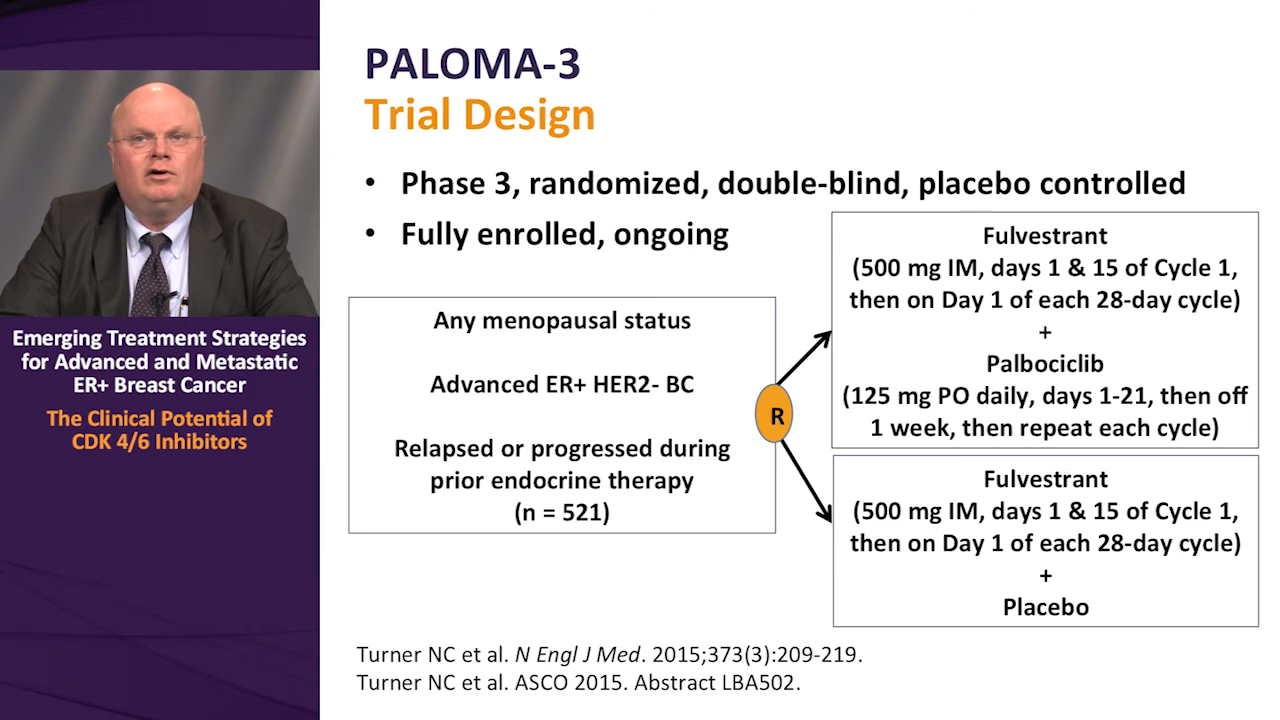 PALOMA-3
Trial Design
• Phase 3, randomized, double-blind, placebo controlled
• Fully enrolled, ongoing
Any menopausal status
Advanced ER+ HER2- BC
Relapsed or progressed during
prior endocrine therapy
(n = 521)
R
Fulvestrant
(500 mg IM, days 1 & 15 of Cycle 1,
then on Day 1 of each 28-day cycle)
+
Palbociclib
(125 mg PO daily, days 1-21, then off
1 week, then repeat each cycle)
Fulvestrant
(500 mg IM, days 1 & 15 of Cycle 1,
then on Day 1 of each 28-day cycle)
+
Placebo
Turner NC et al. N Engl J Med. 2015;373(3):209-219.
Turner NC et al. ASCO 2015. Abstract LBA502.
Emerging Treatment Strategies
for Advanced and Metastatic
ER+ Breast Cancer
The Clinical Potential of
CDK 4/6 Inhibitors